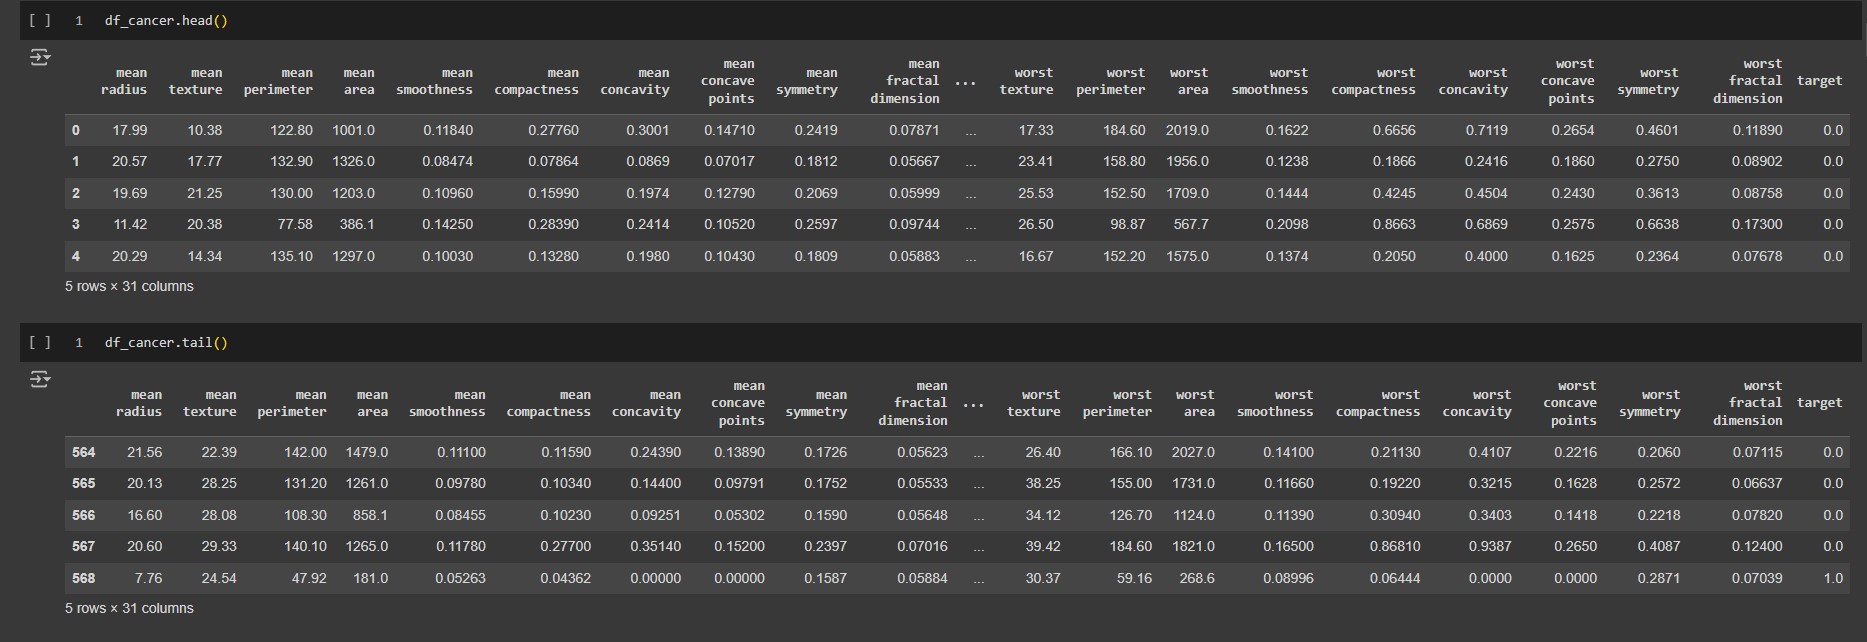 [ ] 1 df_cancer.head()
mean radius mean texture mean perimeter mean area mean smoothness mean compactness mean concavity mean concave points mean symmetry mean fractal dimension ... worst texture worst perimeter worst area worst smoothness worst compactness worst concavity worst concave points worst symmetry worst fractal dimension target
0 17.99 10.38 122.80 1001.0 0.11840 0.27760 0.3001 0.14710 0.2419 0.07871 ... 17.33 184.60 2019.0 0.1622 0.6656 0.7119 0.2654 0.4601 0.11890 0.0
1 20.57 17.77 132.90 1326.0 0.08474 0.07864 0.0869 0.07017 0.1812 0.05667 ... 23.41 158.80 1956.0 0.1238 0.1866 0.2416 0.1860 0.2750 0.08902 0.0
2 19.69 21.25 130.00 1203.0 0.10960 0.15990 0.1974 0.12790 0.2069 0.05999 ... 25.53 152.50 1709.0 0.1444 0.4245 0.4504 0.2430 0.3613 0.08758 0.0
3 11.42 20.38 77.58 386.1 0.14250 0.28390 0.2414 0.10520 0.2597 0.09744 ... 26.50 98.87 567.7 0.2098 0.8663 0.6869 0.2575 0.6638 0.17300 0.0
4 20.29 14.34 135.10 1297.0 0.10030 0.13280 0.1980 0.10430 0.1809 0.05883 ... 16.67 152.20 1575.0 0.1374 0.2050 0.4000 0.1625 0.2364 0.07678 0.0
5 rows × 31 columns
[ ] 1 df_cancer.tail()
mean radius mean texture mean perimeter mean area mean smoothness mean compactness mean concavity mean concave points mean symmetry mean fractal dimension ... worst texture worst perimeter worst area worst smoothness worst compactness worst concavity worst concave points worst symmetry worst fractal dimension target
564 21.56 22.39 142.00 1479.0 0.11100 0.11590 0.24390 0.13890 0.1726 0.05623 ... 26.40 166.10 2027.0 0.14100 0.21130 0.4107 0.2216 0.2060 0.07115 0.0
565 20.13 28.25 131.20 1261.0 0.09780 0.10340 0.14400 0.09791 0.1752 0.05533 ... 38.25 155.00 1731.0 0.11660 0.19220 0.3215 0.1628 0.2572 0.06637 0.0
566 16.60 28.08 108.30 858.1 0.08455 0.10230 0.09251 0.05302 0.1590 0.05648 ... 34.12 126.70 1124.0 0.11390 0.30940 0.3403 0.1418 0.2218 0.07820 0.0
567 20.60 29.33 140.10 1265.0 0.11780 0.27700 0.35140 0.15200 0.2397 0.07016 ... 39.42 184.60 1821.0 0.16500 0.86810 0.9387 0.2650 0.4087 0.12400 0.0
568 7.76 24.54 47.92 181.0 0.05263 0.04362 0.00000 0.00000 0.1587 0.05884 ... 30.37 59.16 268.6 0.08996 0.06444 0.0000 0.0000 0.2871 0.07039 1.0
5 rows × 31 columns